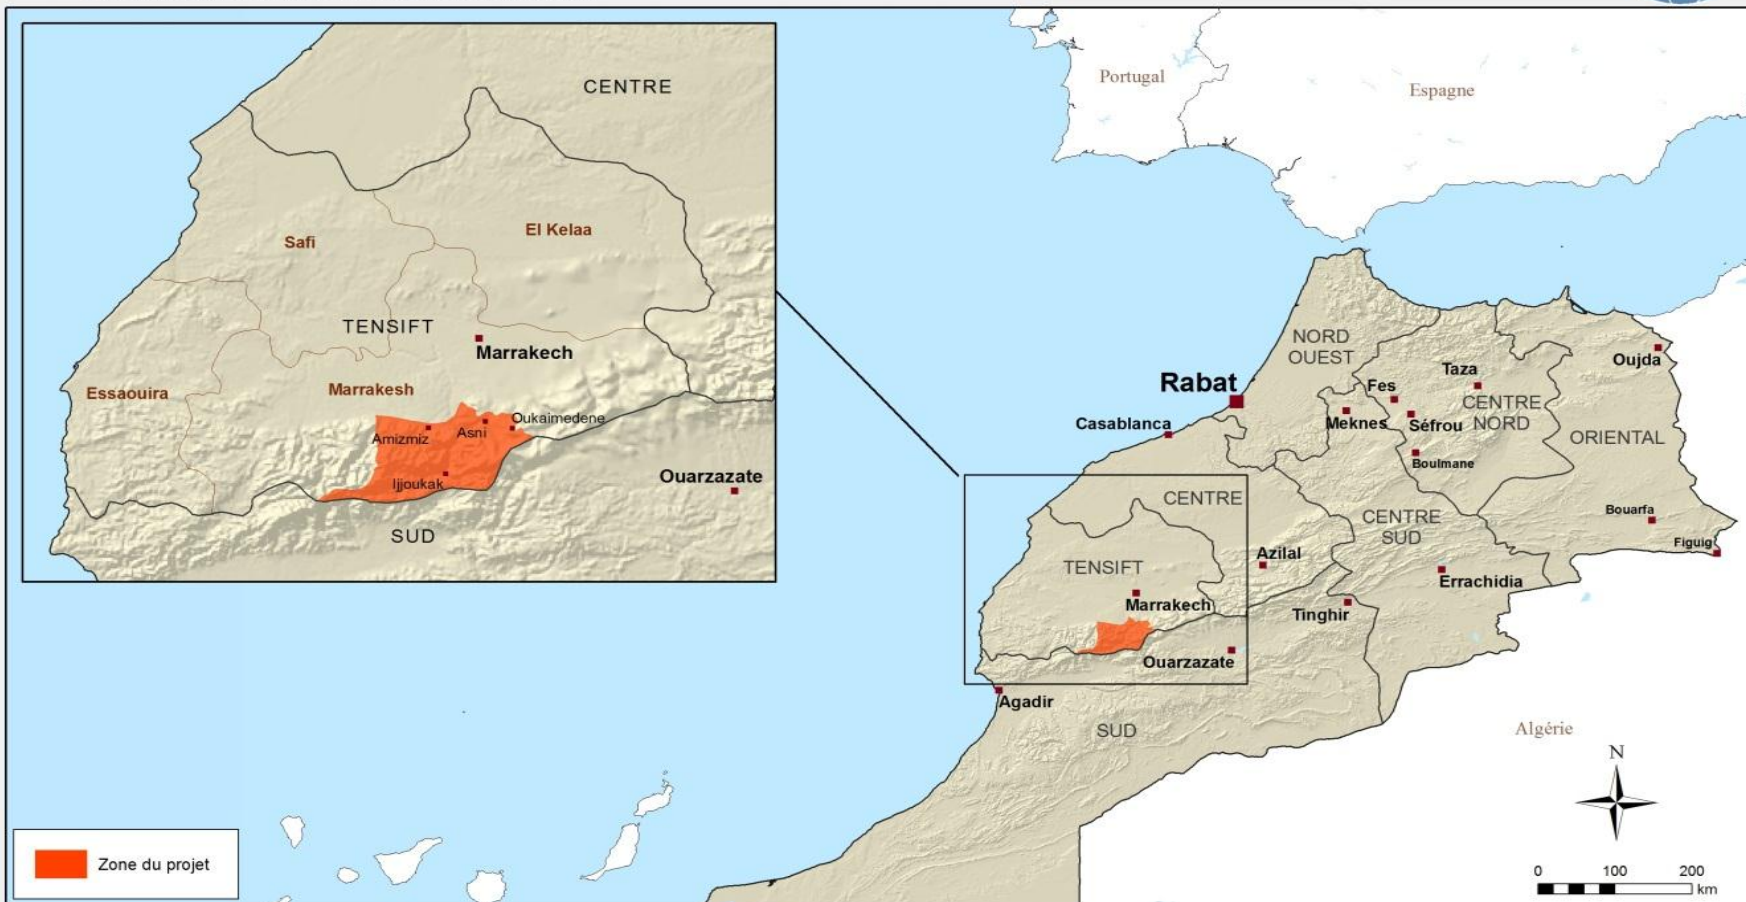 CENTRE
Safi
El Kelaa
TENSIFT
Marrakech
Essaouira
Marrakesh
Oukaimedene
Amizmiz
Asni
Ijjoukak
Ouarzazate
SUD
Portugal
Espagne
NORD
OUEST
Rabat
Casablanca
Fes
Taza
Oujda
Meknes
Séfrou
CENTRE
NORD
ORIENTAL
Boulmane
CENTRE
CENTRE
SUD
Bouarfa
Figuig
TENSIFT
Azilal
Errachidia
Marrakech
Tinghir
Ouarzazate
Agadir
SUD
Algérie
N
Zone du projet
0 100 200
km